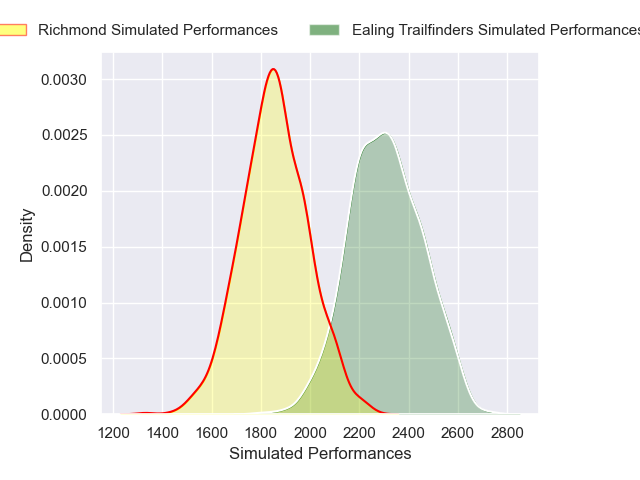 Richmond Simulated Performances
Ealing Trailfinders Simulated Performances
0.0030
0.0025
0.0020
0.0015
0.0010
0.0005
0.0000
Density
1200 1400 1600 1800 2000 2200 2400 2600 2800
Simulated Performances